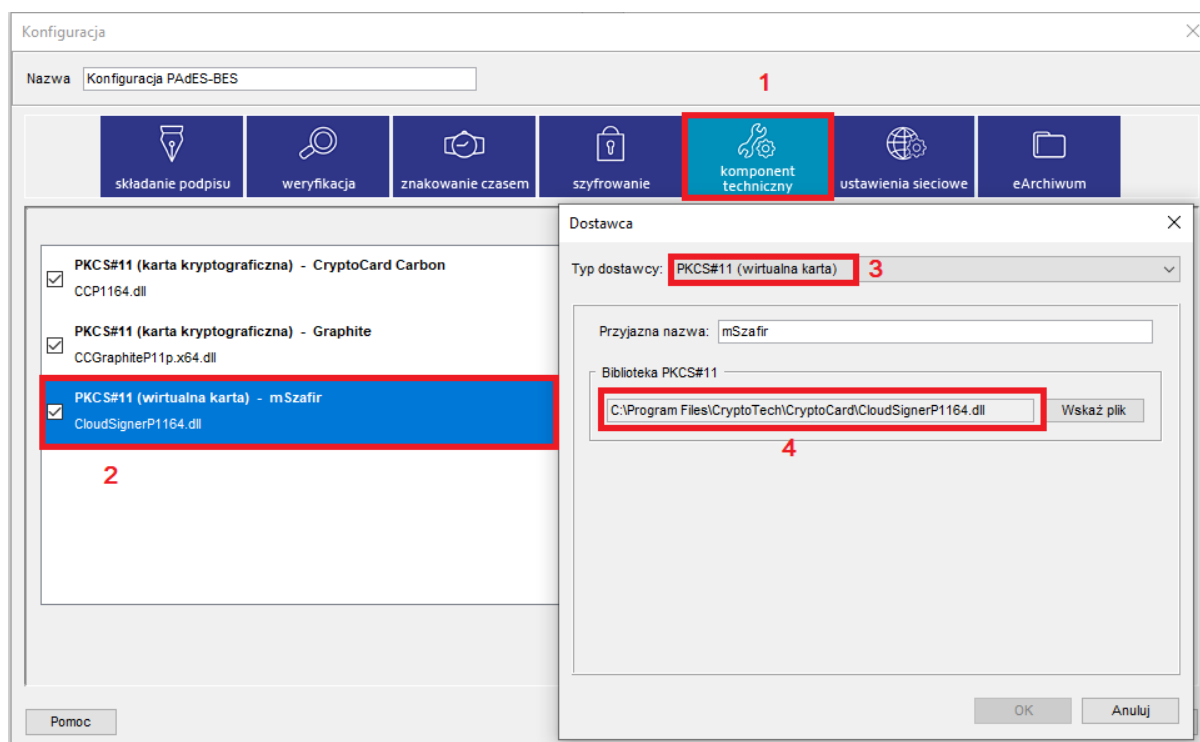 Konfiguracja
Nazwa Konfiguracja PAdES-BES
1
składanie podpisu
weryfikacja
znakowanie czasem
szyfrowanie
komponent
techniczny
ustawienia sieciowe
eArchiwum
PKCS#11 (karta kryptograficzna) - CryptoCard Carbon
CCP1164.dll
PKCS#11 (karta kryptograficzna) - Graphite
CCGraphiteP11p.x64.dll
PKCS#11 (wirtualna karta) - mSzafir
CloudSignerP1164.dll
2
Dostawca
Typ dostawcy: PKCS#11 (wirtualna karta) 3
Przyjazna nazwa: mSzafir
Biblioteka PKCS#11
C:\Program Files\CryptoTech\CryptoCard\CloudSignerP1164.dll Wskaż plik
4
OK Anuluj
Pomoc